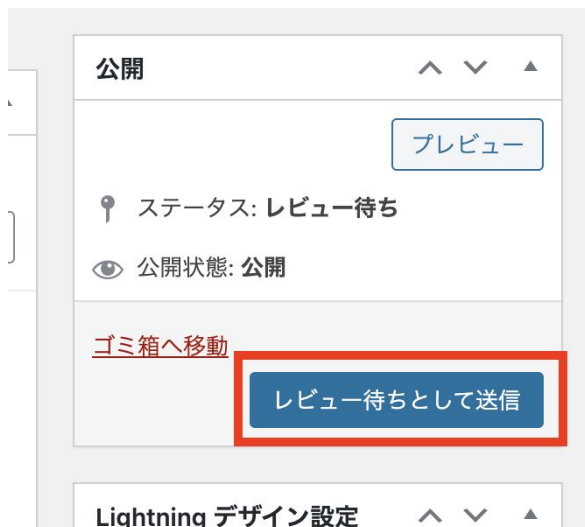 公開
プレビュー
ステータス: レビュー待ち
公開状態: 公開
ゴミ箱へ移動
レビュー待ちとして送信
Lightning デザイン設定